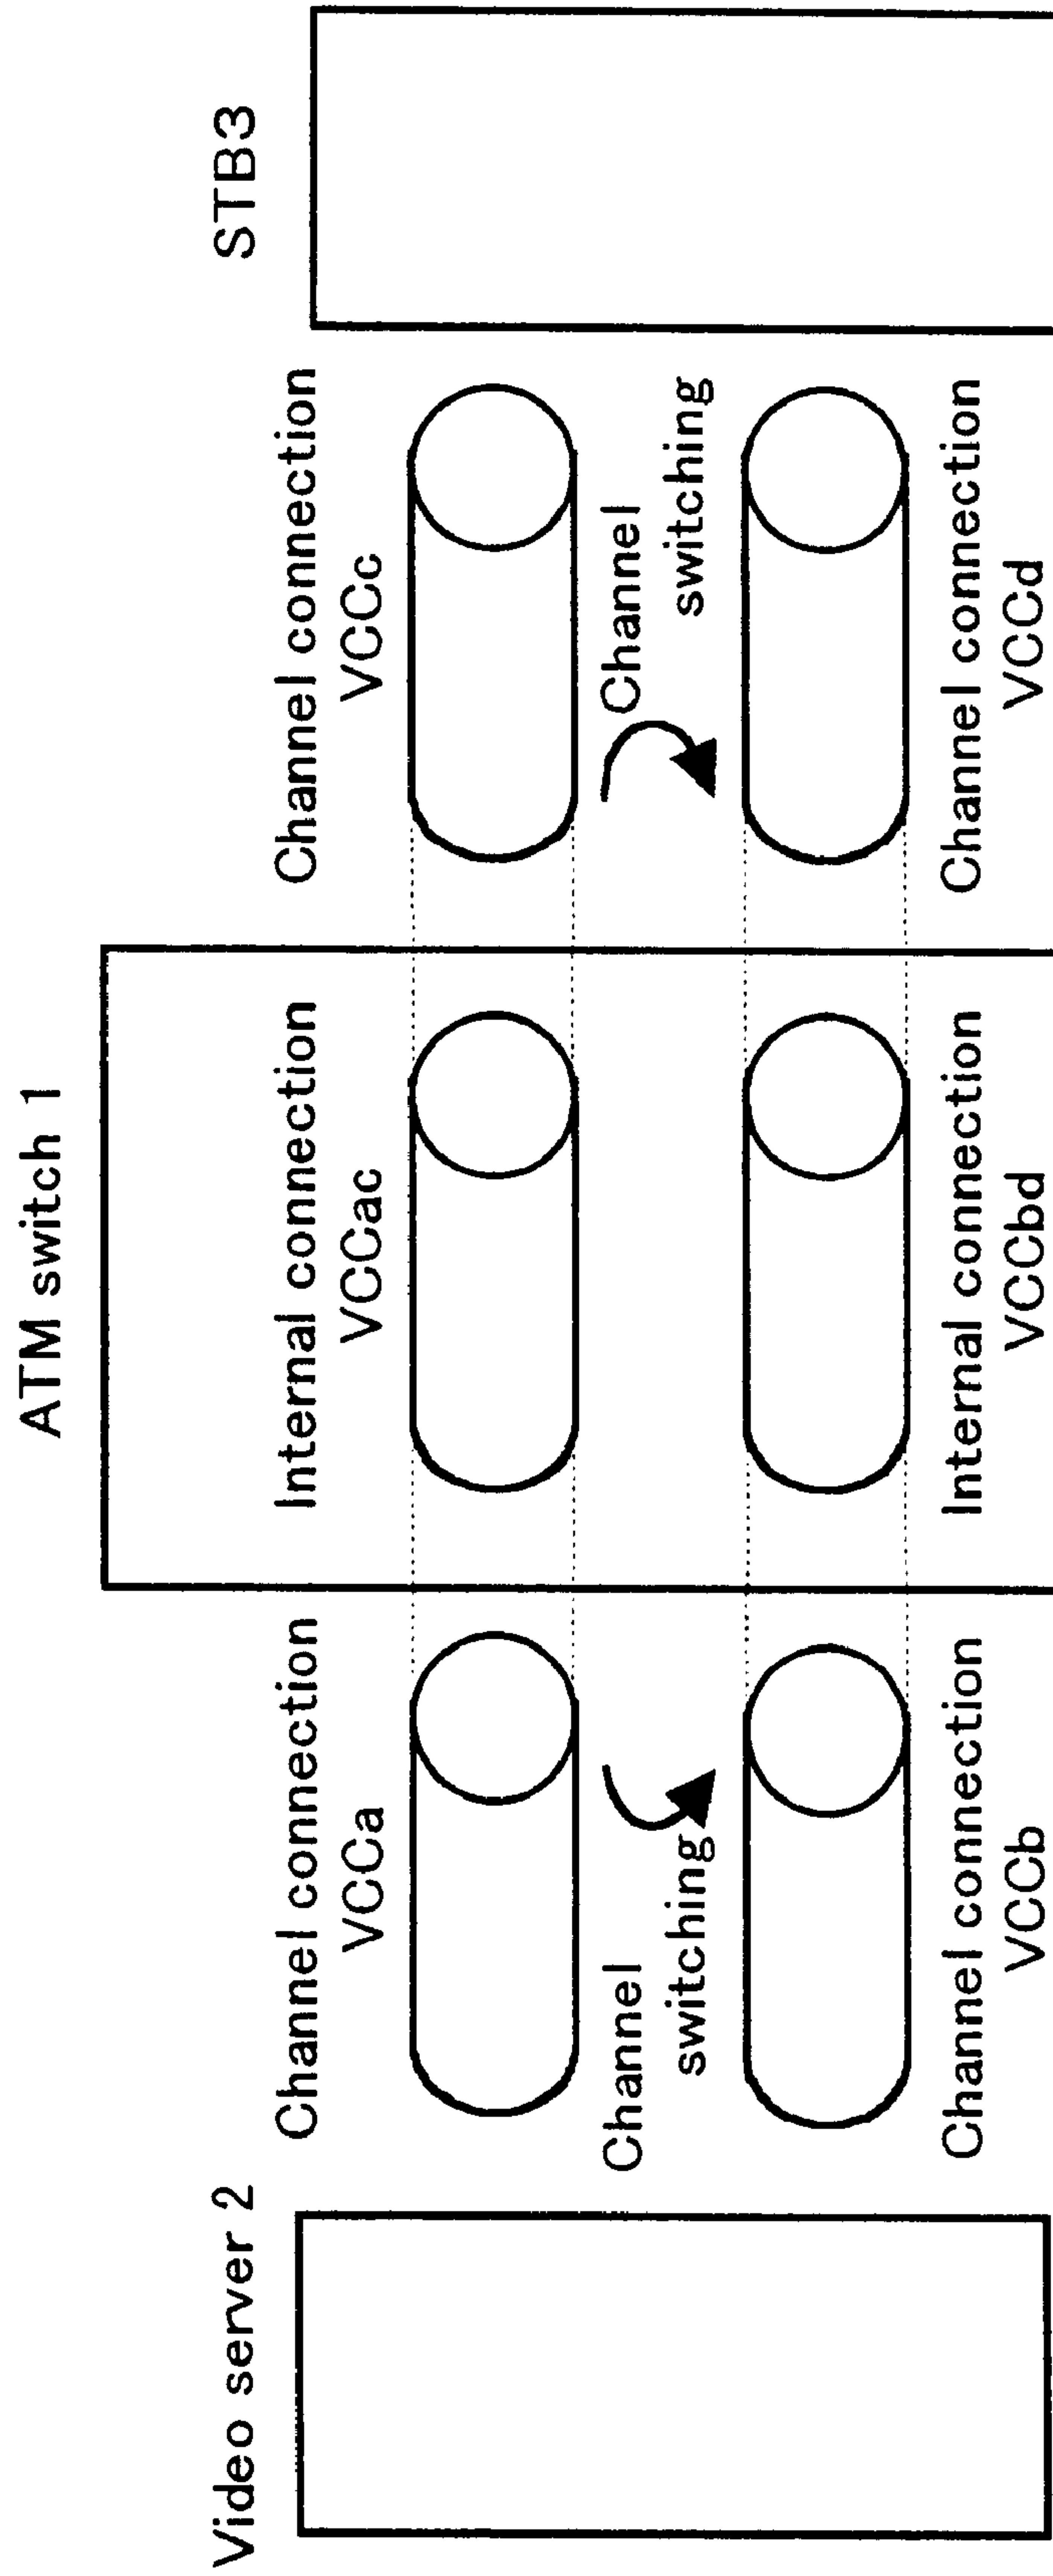 ATM switch 1
Video server 2
STB3
Channel connection
VCCa
Internal connection
VCCac
Channel connection
VCCc
Channel
switching
Channel
switching
Channel connection
VCCb
Internal connection
VCCbd
Channel connection
VCCd